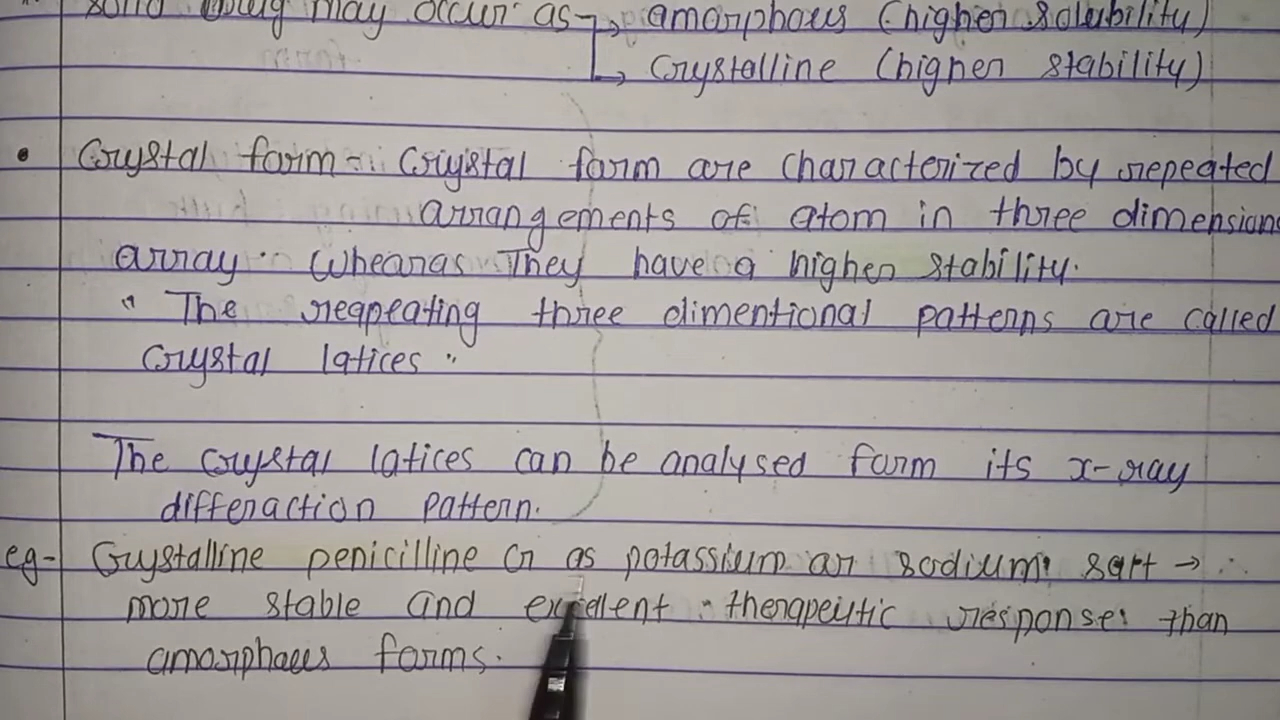 solid drug may occur as → amorphous (higher solubility)
→ Crystalline (higher stability)
• Crystal form - Crystal form are characterized by repeated
arrangements of atom in three dimension
array. Wheareas They have a higher stability.
" The reapeating three dimentional patterns are called
crystal latices "
The crystal latices can be analysed form its x-ray
differaction pattern.
eg- Crystalline penicilline G as potassium or sodium salt → ∴
more stable and excellent therapeutic response than
amorphous forms.